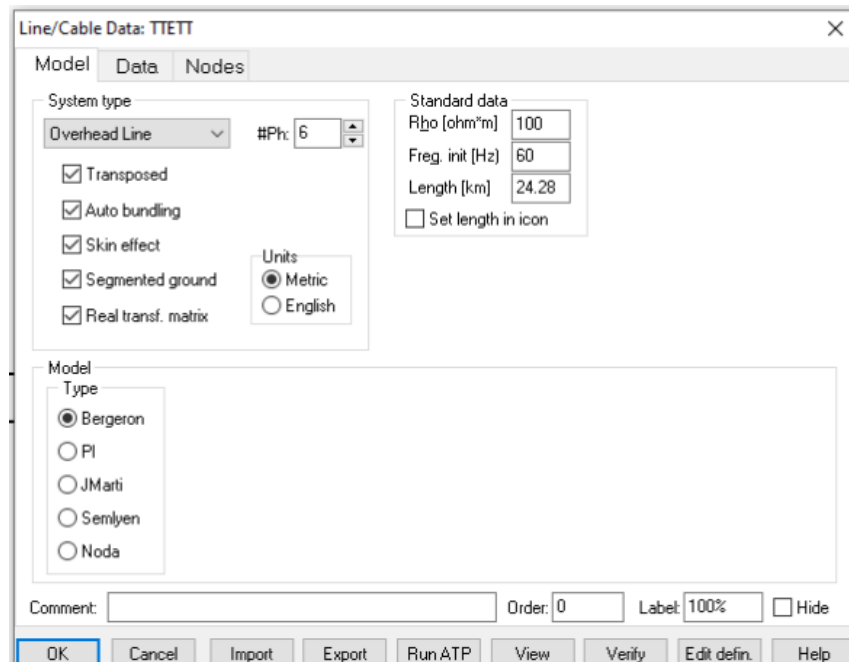 Line/Cable Data: TTETT
Model Data Nodes
System type
Overhead Line #Ph: 6
Transposed
Auto bundling
Skin effect
Segmented ground
Real transf. matrix
Units
Metric
English
Standard data
Rho [ohm*m] 100
Freq. init [Hz] 60
Length [km] 24.28
Set length in icon
Model
Type
Bergeron
PI
JMarti
Semlyen
Noda
Comment: Order: 0 Label: 100% Hide
OK Cancel Import Export Run ATP View Verify Edit defin. Help